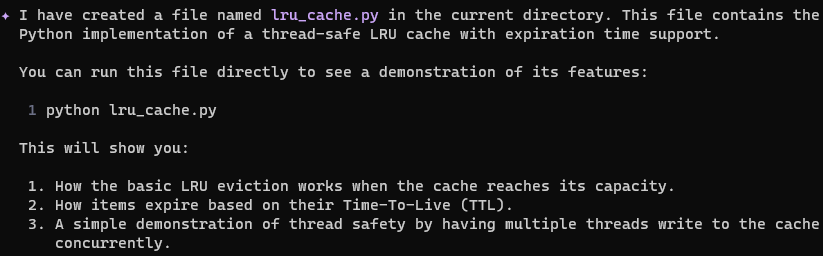 ✦ I have created a file named lru_cache.py in the current directory. This file contains the
Python implementation of a thread-safe LRU cache with expiration time support.
You can run this file directly to see a demonstration of its features:
1 python lru_cache.py
This will show you:
1. How the basic LRU eviction works when the cache reaches its capacity.
2. How items expire based on their Time-To-Live (TTL).
3. A simple demonstration of thread safety by having multiple threads write to the cache
concurrently.